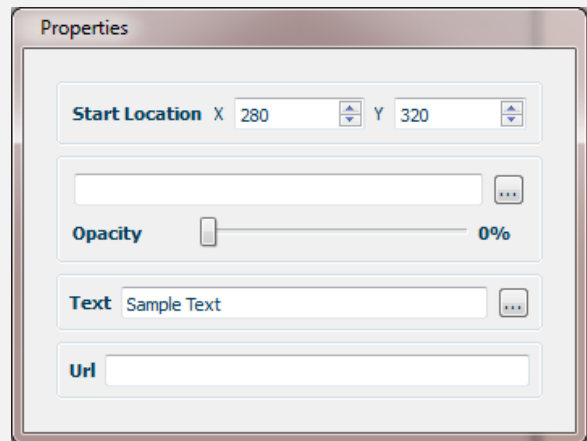 Properties
Start Location X 280 Y 320
...
Opacity 0%
Text Sample Text ...
Url